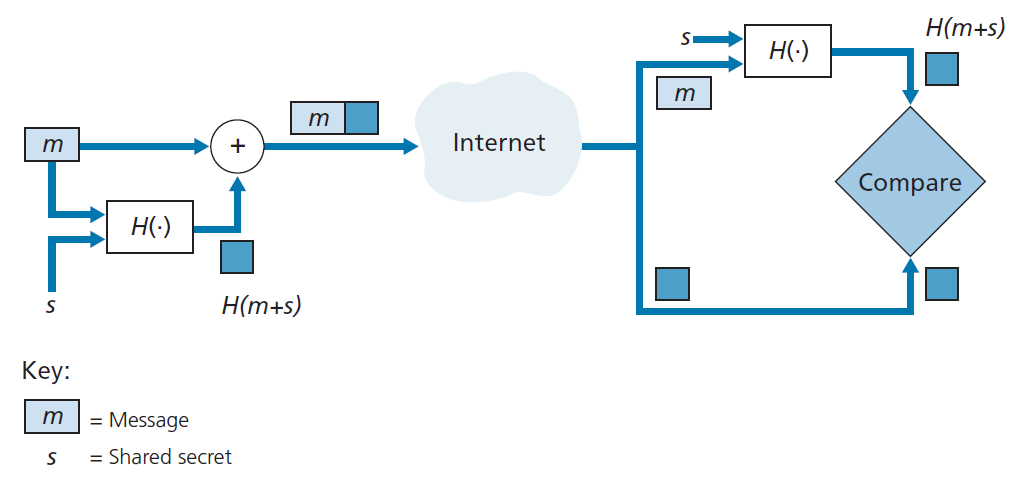 m
H(·)
s
H(m+s)
+
m
Internet
s
H(·)
m
H(m+s)
Compare
Key:
m = Message
s = Shared secret